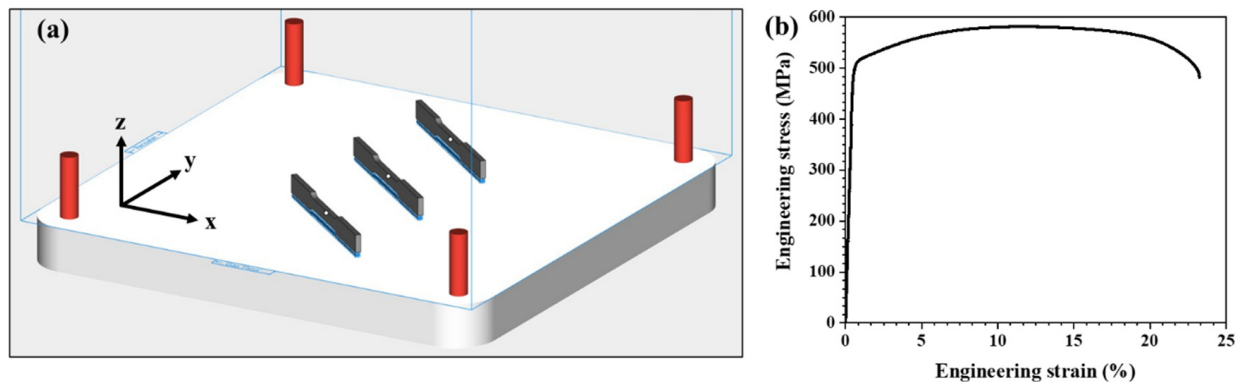 (a)
z
y
x
(b)
Engineering stress (MPa)
600
500
400
300
200
100
0
0 5 10 15 20 25
Engineering strain (%)